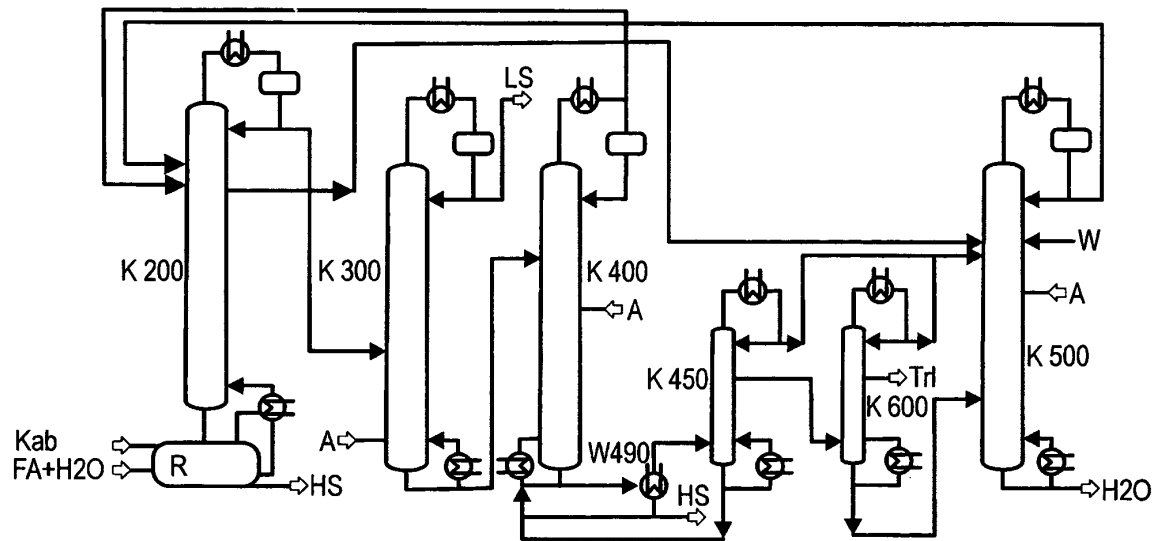 LS
K 200
K 300
K 400
W
A
A
K 500
K 450
Trl
K 600
Kab
A
W490
FA+H2O
R
HS
HS
H2O